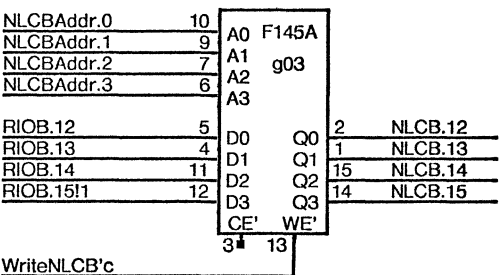 NLCBAddr.0 10 A0 F145A
NLCBAddr.1 9 A1 g03
NLCBAddr.2 7 A2
NLCBAddr.3 6 A3
RIOB.12 5 D0 Q0 2 NLCB.12
RIOB.13 4 D1 Q1 1 NLCB.13
RIOB.14 11 D2 Q2 15 NLCB.14
RIOB.15!1 12 D3 Q3 14 NLCB.15
CE' WE'
3 13
WriteNLCB'c